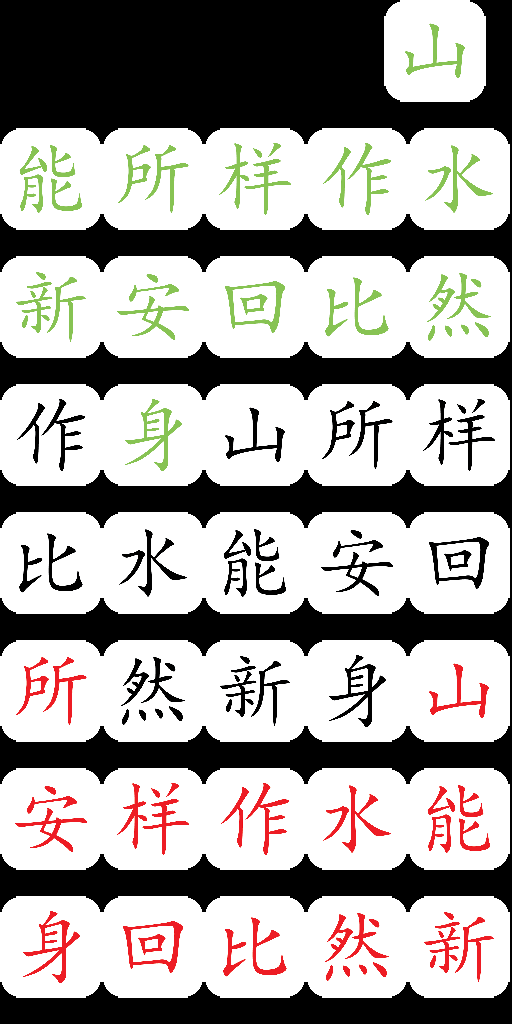 山
能所样作水
新安回比然
作身山所样
比水能安回
所然新身山
安样作水能
身回比然新